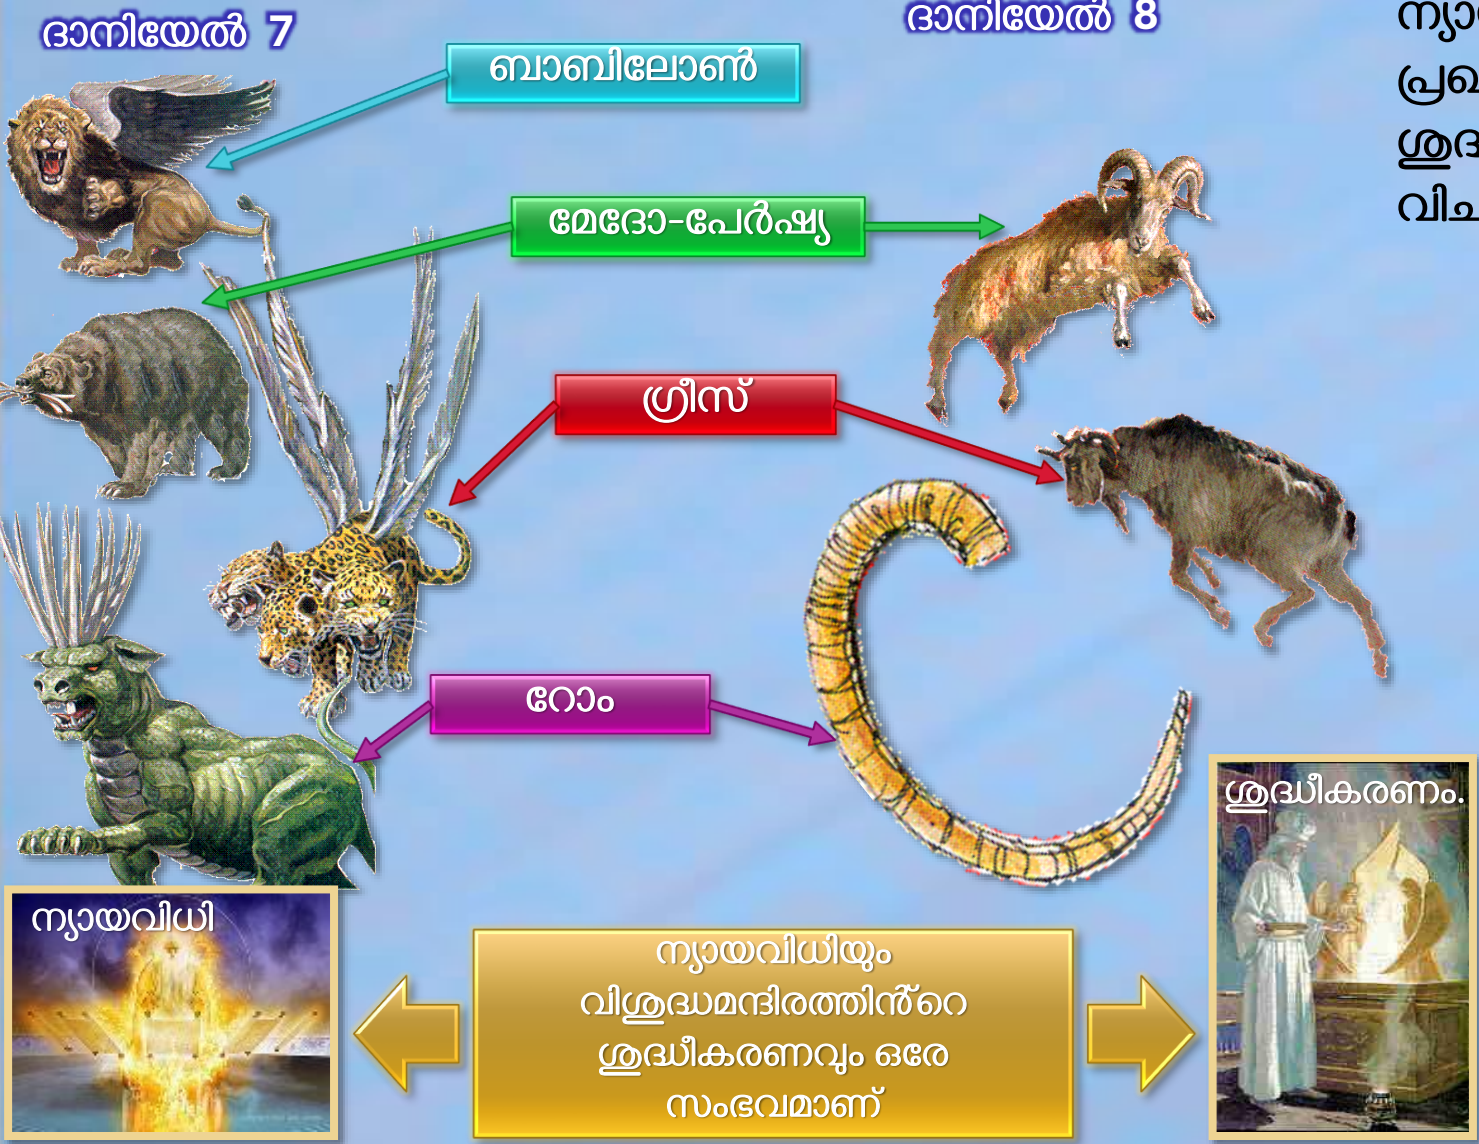 ദാനിയേൽ 7
ദാനിയേൽ 8
ബാബിലോൺ
മേദോ-പേർഷ്യ
ഗ്രീസ്
റോം
ശുദ്ധീകരണം.
ന്യായവിധി
ന്യായവിധിയും
വിശുദ്ധമന്ദിരത്തിൻ്റെ
ശുദ്ധീകരണവും ഒരേ
സംഭവമാണ്